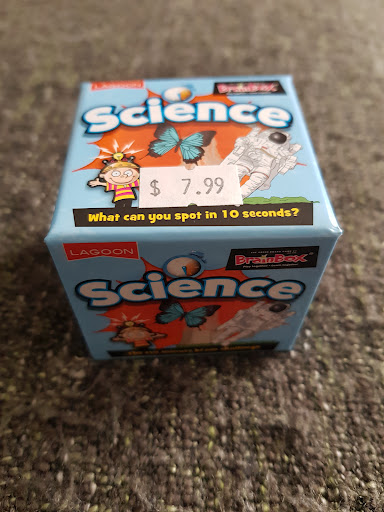 LAGOON
BrainBox
Science
$ 7.99
What can you spot in 10 seconds?
LAGOON
BrainBox
Science